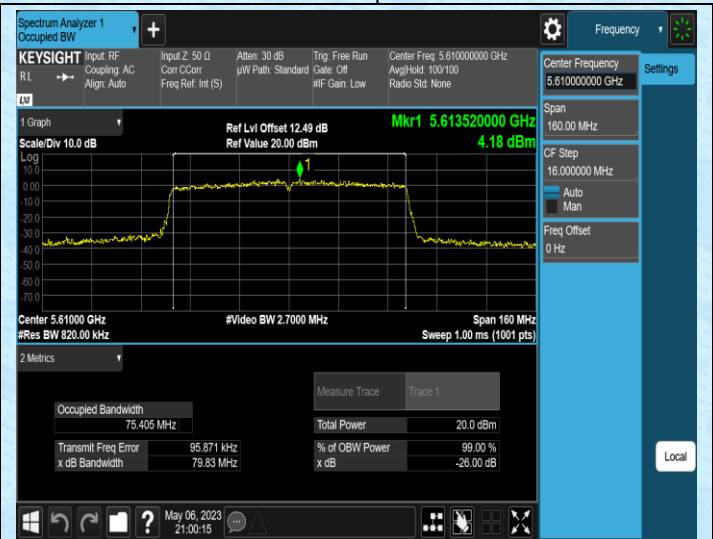 Spectrum Analyzer 1
Occupied BW
+
Frequency
KEYSIGHT
RL
LXI
Input: RF
Coupling: AC
Align: Auto
Input Z: 50 Ω
Corr CCorr
Freq Ref: Int (S)
Atten: 30 dB
µW Path: Standard
Trig: Free Run
Gate: Off
#IF Gain: Low
Center Freq: 5.610000000 GHz
Avg|Hold: 100/100
Radio Std: None
Center Frequency
5.610000000 GHz
Settings
Span
160.00 MHz
CF Step
16.000000 MHz
Auto
Man
Freq Offset
0 Hz
1 Graph
Scale/Div 10.0 dB
Ref Lvl Offset 12.49 dB
Ref Value 20.00 dBm
Mkr1 5.613520000 GHz
4.18 dBm
Log
10.0
0.00
-10.0
-20.0
-30.0
-40.0
-50.0
-60.0
-70.0
1
Center 5.61000 GHz
#Video BW 2.7000 MHz
Span 160 MHz
#Res BW 820.00 kHz
Sweep 1.00 ms (1001 pts)
2 Metrics
Measure Trace
Trace 1
Occupied Bandwidth
75.405 MHz
Total Power
20.0 dBm
Transmit Freq Error
95.871 kHz
% of OBW Power
99.00 %
x dB Bandwidth
79.83 MHz
x dB
-26.00 dB
Local
?
May 06, 2023
21:00:15